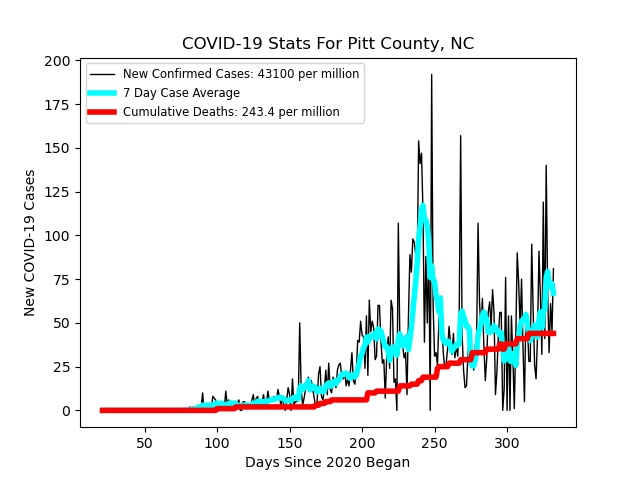 COVID-19 Stats For Pitt County, NC
New Confirmed Cases: 43100 per million
7 Day Case Average
Cumulative Deaths: 243.4 per million
New COVID-19 Cases
200
175
150
125
100
75
50
25
0
50 100 150 200 250 300
Days Since 2020 Began